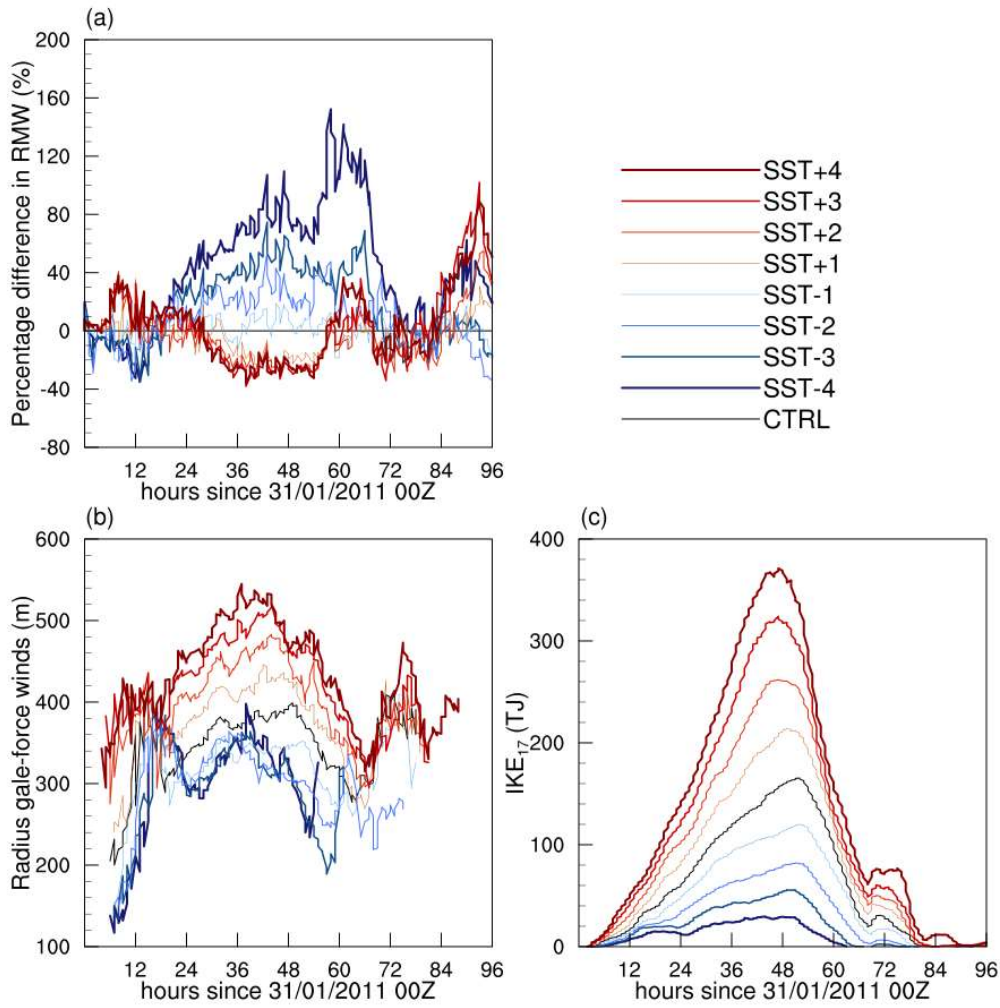 (a)
Percentage difference in RMW (%)
200
160
120
80
40
0
-40
-80
12 24 36 48 60 72 84 96
hours since 31/01/2011 00Z
SST+4
SST+3
SST+2
SST+1
SST-1
SST-2
SST-3
SST-4
CTRL
(b)
Radius gale-force winds (m)
600
500
400
300
200
100
12 24 36 48 60 72 84 96
hours since 31/01/2011 00Z
(c)
IKE17 (TJ)
400
300
200
100
0
12 24 36 48 60 72 84 96
hours since 31/01/2011 00Z